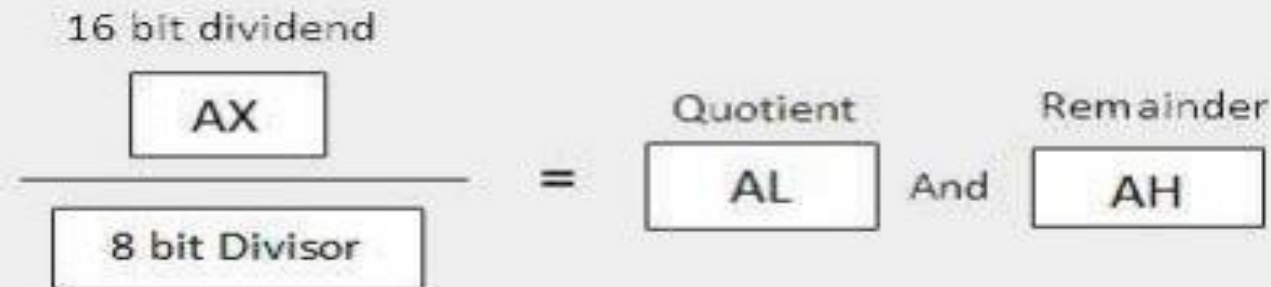 16 bit dividend
AX
8 bit Divisor
=
Quotient
AL
And
Remainder
AH